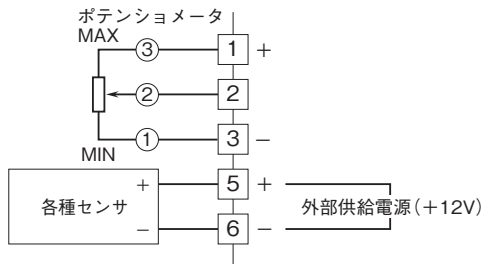 ポテンショメータ
MAX
③ 1 +
② 2
① 3 −
MIN
+ 5 +
各種センサ 外部供給電源(+12V)
− 6 −